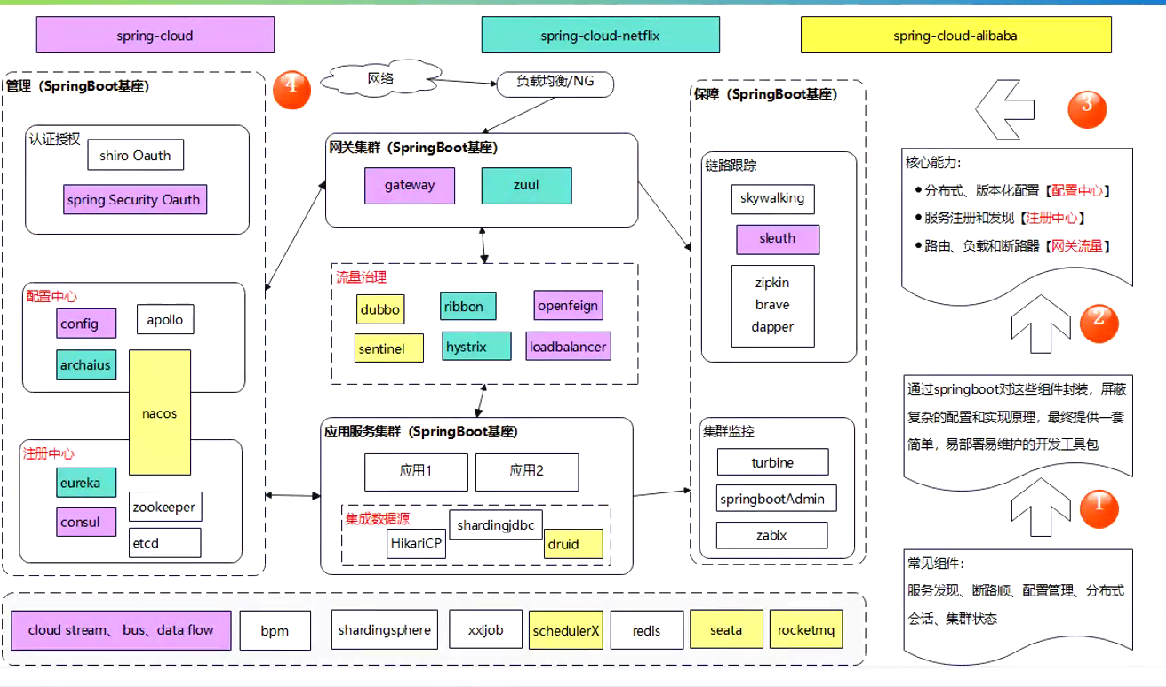 spring-cloud
spring-cloud-netflix
spring-cloud-alibaba
管理（SpringBoot基座）
认证授权
shiro Oauth
spring Security Oauth
配置中心
config
apollo
archaius
nacos
注册中心
eureka
consul
zookeeper
etcd
4
网络
负载均衡/NG
网关集群（SpringBoot基座）
gateway
zuul
流量治理
dubbo
ribbon
openfeign
sentinel
hystrix
loadbalancer
应用服务集群（SpringBoot基座)
应用1
应用2
集成数据源
HikariCP
shardingjdbc
druid
保障（SpringBoot基座）
链路跟踪
skywalking
sleuth
zipkin
brave
dapper
集群监控
turbine
springbootAdmin
zabix
3
核心能力：
●分布式、版本化配置【配置中心】
●服务注册和发现【注册中心】
●路由、负载和断路器【网关流量】
2
通过springboot对这些组件封装，屏蔽
复杂的配置和实现原理，最终提供一套
简单，易部署易维护的开发工具包
1
常见组件：
服务发现、断路顺、配置管理、分布式
会话、集群状态
cloud stream、bus、data flow
bpm
shardingsphere
xxjob
schedulerX
redis
seata
rocketmq